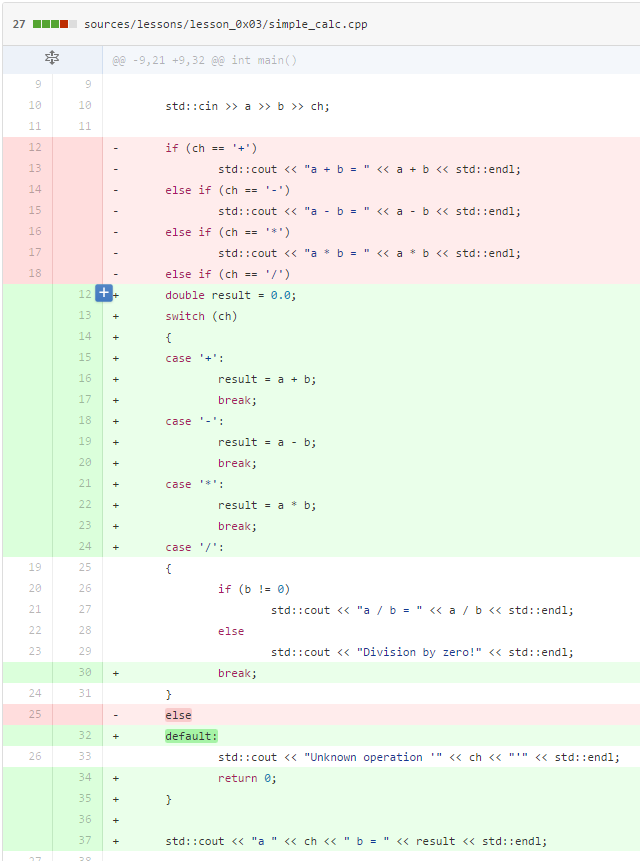 27 sources/lessons/lesson_0x03/simple_calc.cpp
@@ -9,21 +9,32 @@ int main()
9 9
10 10 std::cin >> a >> b >> ch;
11 11
12 - if (ch == '+')
13 - std::cout << "a + b = " << a + b << std::endl;
14 - else if (ch == '-')
15 - std::cout << "a - b = " << a - b << std::endl;
16 - else if (ch == '*')
17 - std::cout << "a * b = " << a * b << std::endl;
18 - else if (ch == '/')
12 + double result = 0.0;
13 + switch (ch)
14 + {
15 + case '+':
16 + result = a + b;
17 + break;
18 + case '-':
19 + result = a - b;
20 + break;
21 + case '*':
22 + result = a * b;
23 + break;
24 + case '/':
19 25 {
20 26 if (b != 0)
21 27 std::cout << "a / b = " << a / b << std::endl;
22 28 else
23 29 std::cout << "Division by zero!" << std::endl;
30 + break;
24 31 }
25 - else
32 + default:
26 33 std::cout << "Unknown operation '" << ch << "'" << std::endl;
34 + return 0;
35 + }
36 +
37 + std::cout << "a " << ch << " b = " << result << std::endl;
27 38